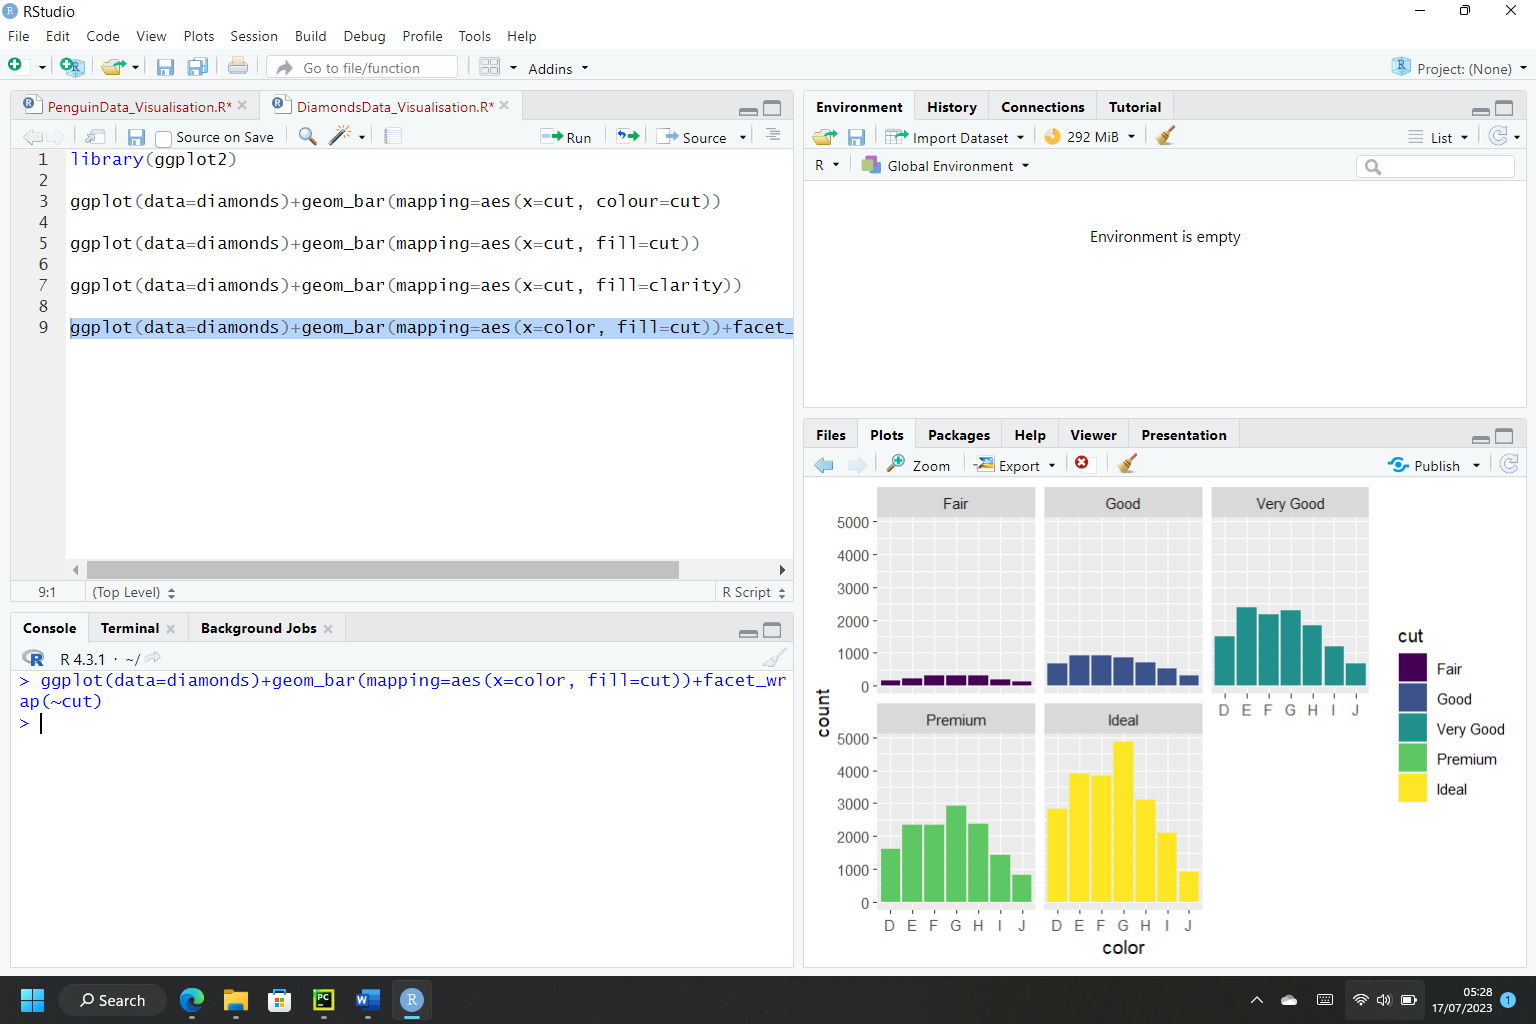 RStudio
File Edit Code View Plots Session Build Debug Profile Tools Help
Go to file/function
Addins
Project: (None)
PenguinData_Visualisation.R*
DiamondsData_Visualisation.R*
Source on Save
Run
Source
1 library(ggplot2)
2
3 ggplot(data=diamonds)+geom_bar(mapping=aes(x=cut, colour=cut))
4
5 ggplot(data=diamonds)+geom_bar(mapping=aes(x=cut, fill=cut))
6
7 ggplot(data=diamonds)+geom_bar(mapping=aes(x=cut, fill=clarity))
8
9 ggplot(data=diamonds)+geom_bar(mapping=aes(x=color, fill=cut))+facet_
9:1 (Top Level) R Script
Console Terminal Background Jobs
R 4.3.1 · ~/
> ggplot(data=diamonds)+geom_bar(mapping=aes(x=color, fill=cut))+facet_wr
ap(~cut)
>
Environment History Connections Tutorial
Import Dataset 292 MiB List
R Global Environment
Environment is empty
Files Plots Packages Help Viewer Presentation
Zoom Export Publish
Fair Good Very Good
5000
4000
3000
2000
1000
0
D E F G H I J
Premium Ideal
5000
4000
3000
2000
1000
0
D E F G H I J D E F G H I J
count
color
cut
Fair
Good
Very Good
Premium
Ideal
Search
PC
W
R
05:28
17/07/2023
1